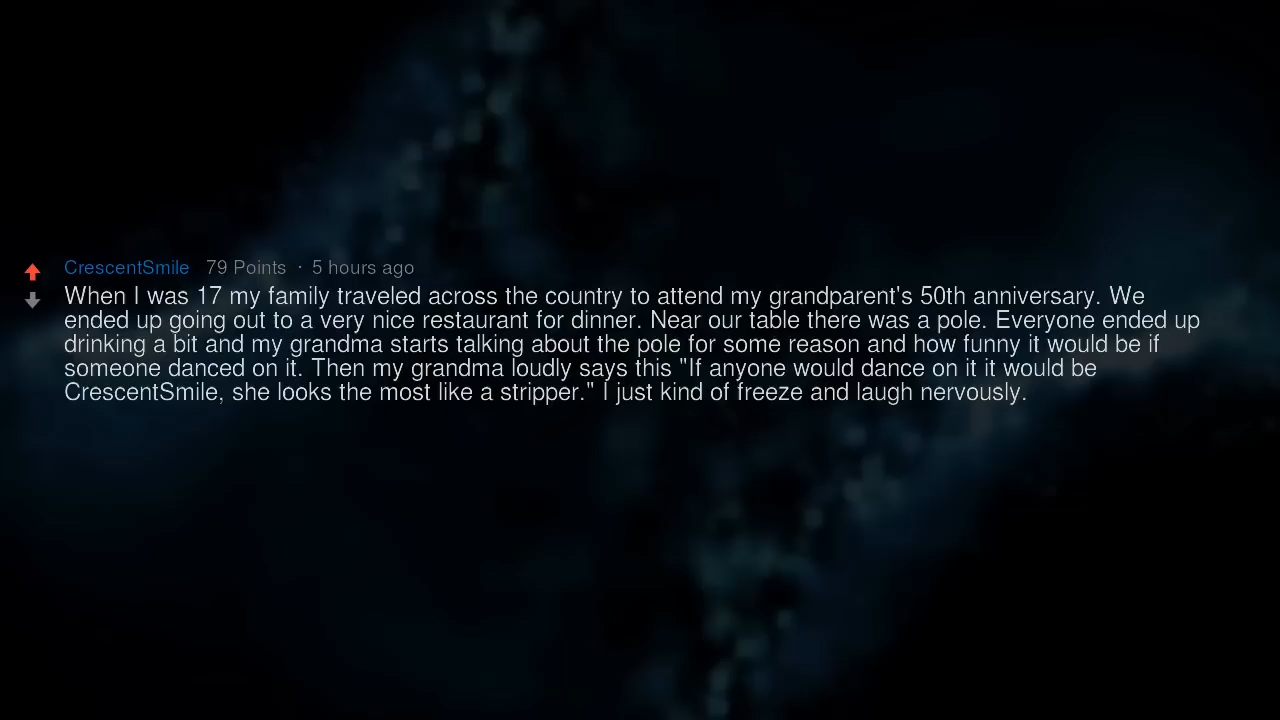 CrescentSmile 79 Points · 5 hours ago
When I was 17 my family traveled across the country to attend my grandparent's 50th anniversary. We
ended up going out to a very nice restaurant for dinner. Near our table there was a pole. Everyone ended up
drinking a bit and my grandma starts talking about the pole for some reason and how funny it would be if
someone danced on it. Then my grandma loudly says this "If anyone would dance on it it would be
CrescentSmile, she looks the most like a stripper." I just kind of freeze and laugh nervously.